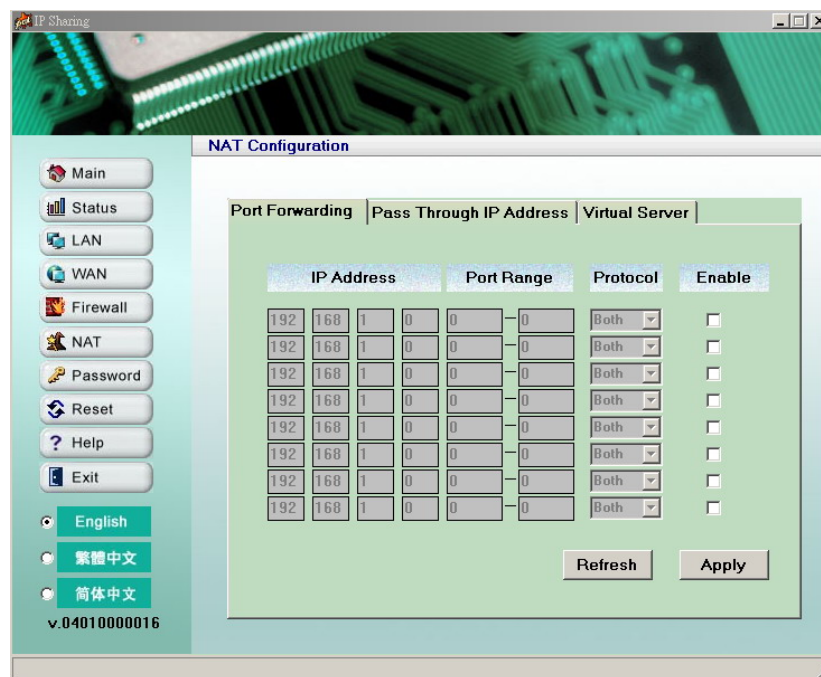 IP Sharing
NAT Configuration
Main
Status
LAN
WAN
Firewall
NAT
Password
Reset
Help
Exit
English
繁體中文
简体中文
v.04010000016
Port Forwarding Pass Through IP Address Virtual Server
IP Address Port Range Protocol Enable
192 168 1 0 0 – 0 Both
192 168 1 0 0 – 0 Both
192 168 1 0 0 – 0 Both
192 168 1 0 0 – 0 Both
192 168 1 0 0 – 0 Both
192 168 1 0 0 – 0 Both
192 168 1 0 0 – 0 Both
192 168 1 0 0 – 0 Both
Refresh Apply